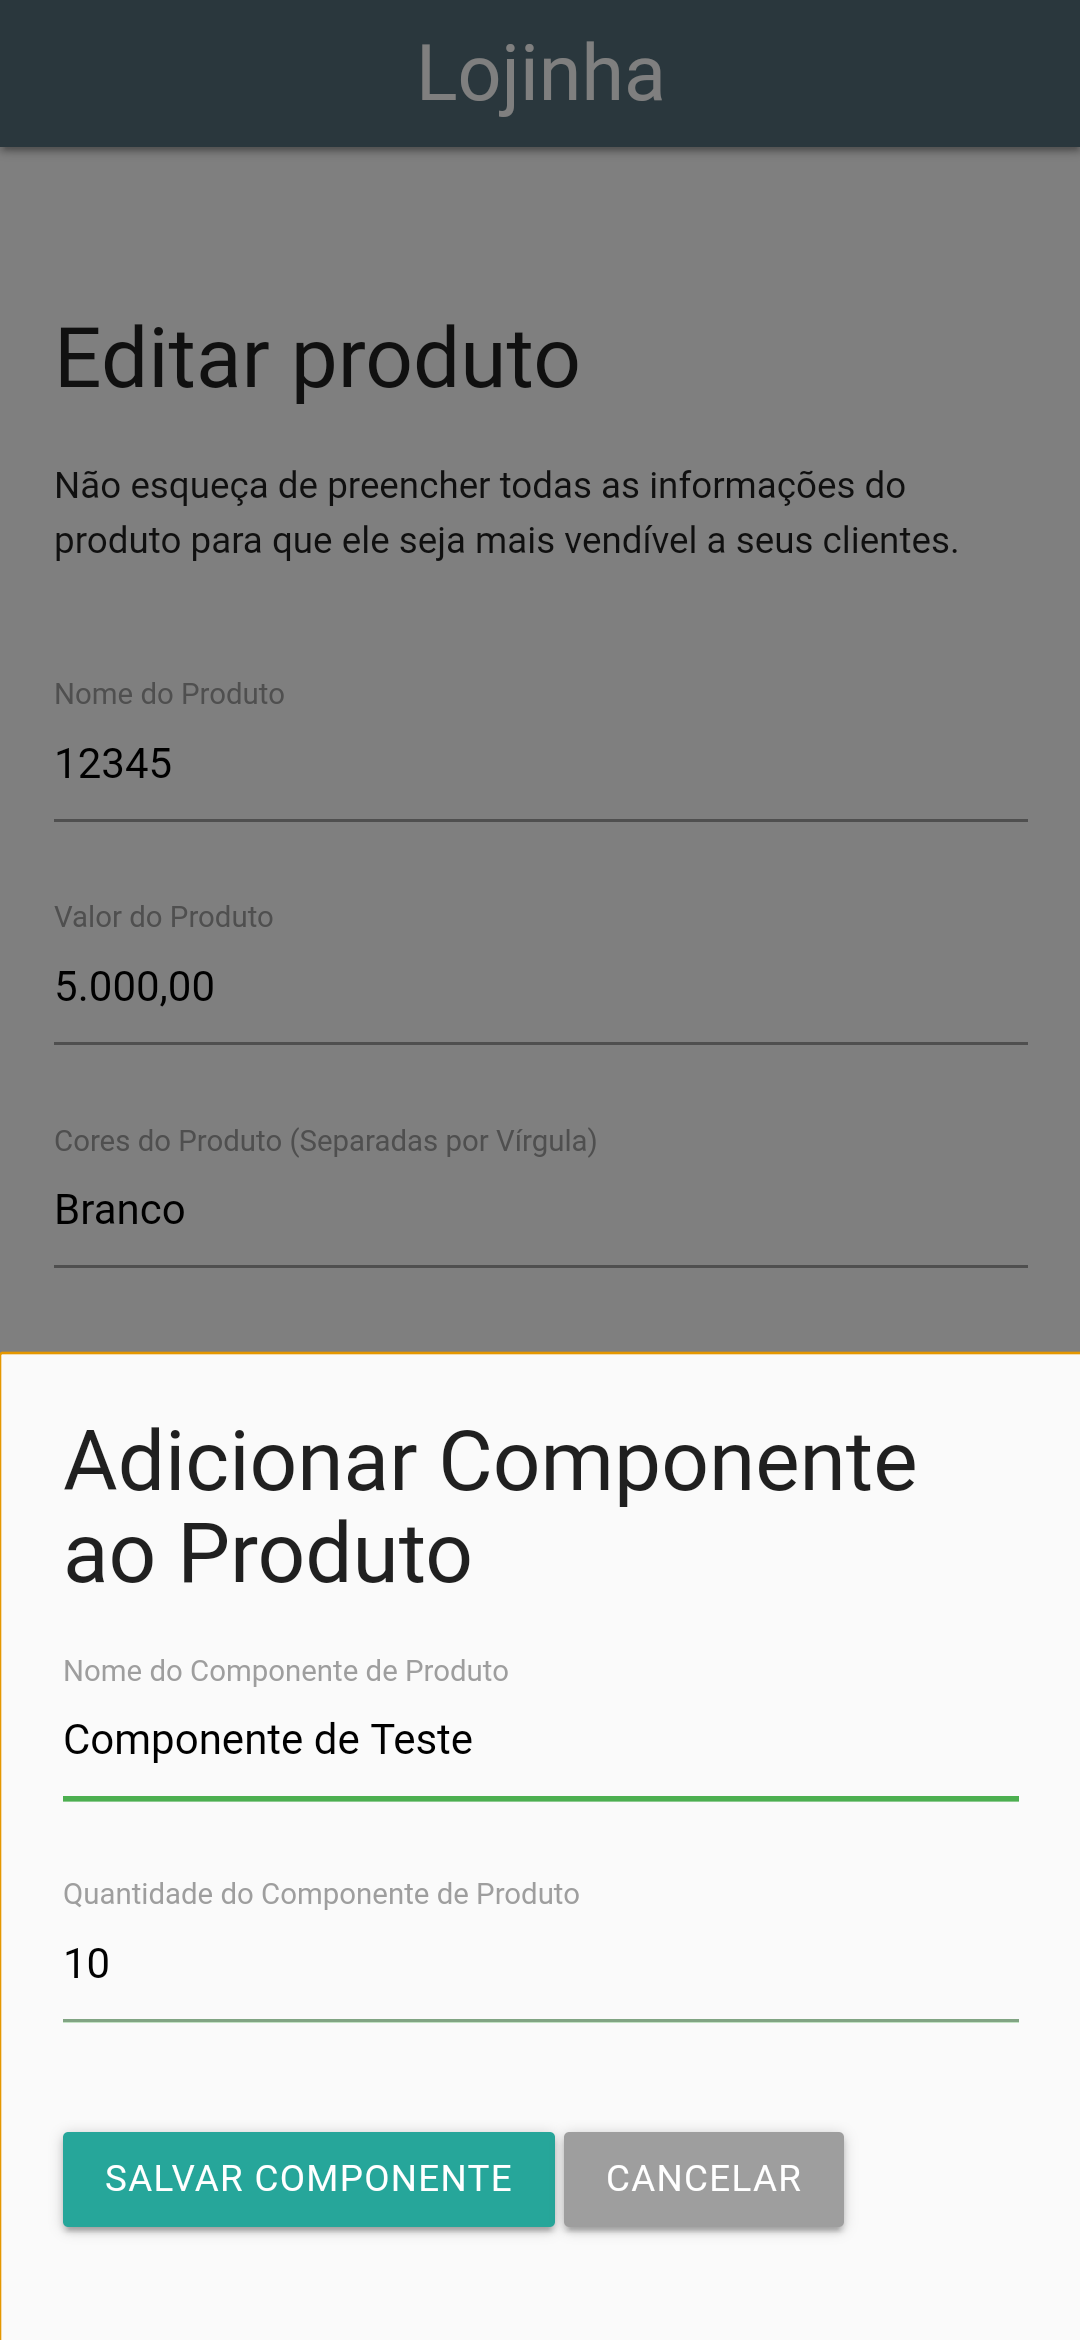 Lojinha
Editar produto
Não esqueça de preencher todas as informações do
produto para que ele seja mais vendível a seus clientes.
Nome do Produto
12345
Valor do Produto
5.000,00
Cores do Produto (Separadas por Vírgula)
Branco
Adicionar Componente
ao Produto
Nome do Componente de Produto
Componente de Teste
Quantidade do Componente de Produto
10
SALVAR COMPONENTE CANCELAR